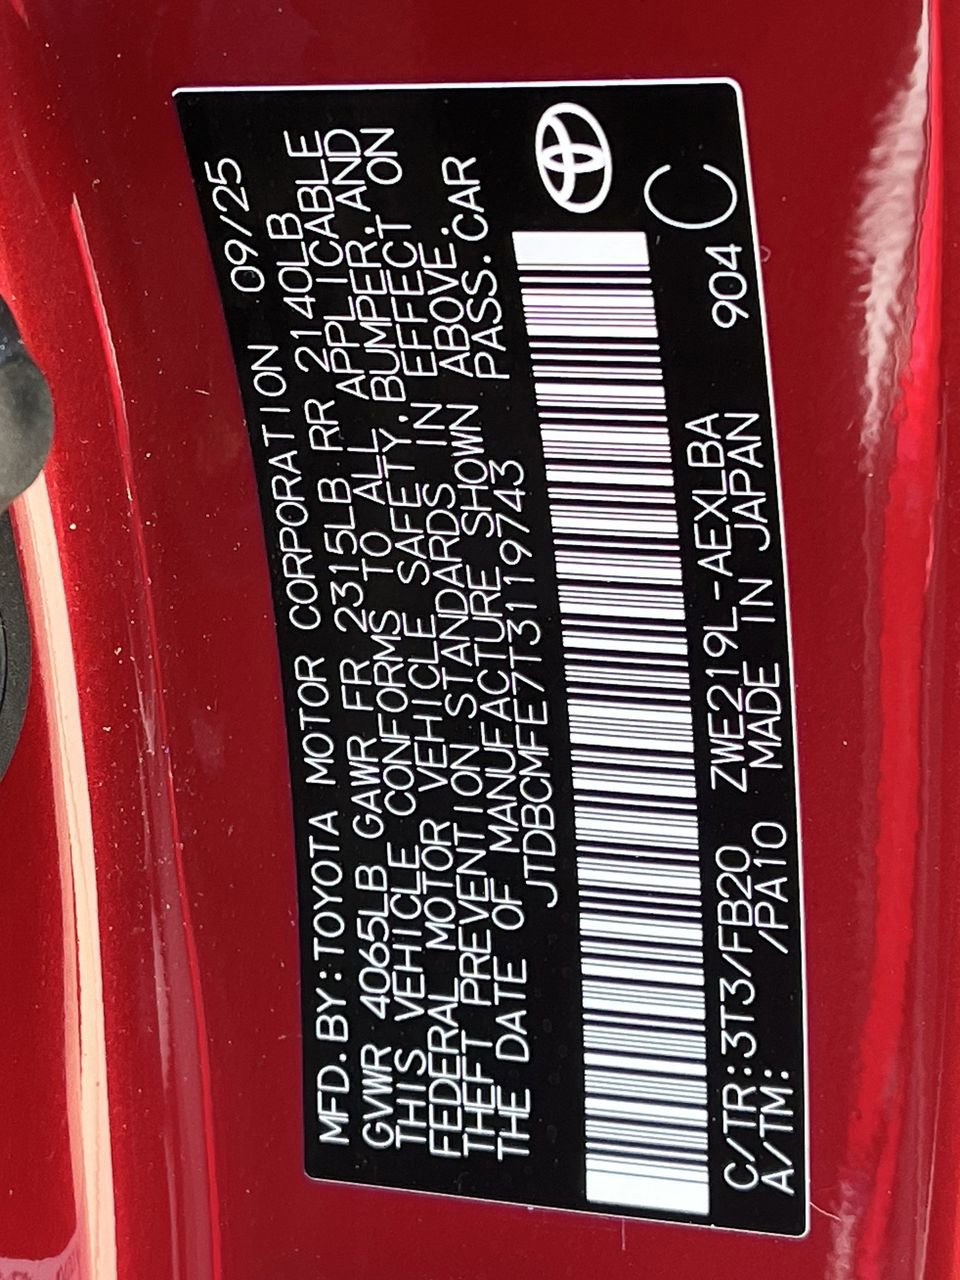 MFD.BY:TOYOTA MOTOR CORPORATION 09/25
GVWR 4065LB GAWR FR 2315LB RR 2140LB
THIS VEHICLE CONFORMS TO ALL APPLICABLE
FEDERAL MOTOR VEHICLE SAFETY,BUMPER,AND
THEFT PREVENTION STANDARDS IN EFFECT ON
THE DATE OF MANUFACTURE SHOWN ABOVE.
JTDBCMFE7T3119743 PASS.CAR
C/TR:3T3/FB20 ZWE219L-AEXLBA 904 C
A/TM: /PA10 MADE IN JAPAN